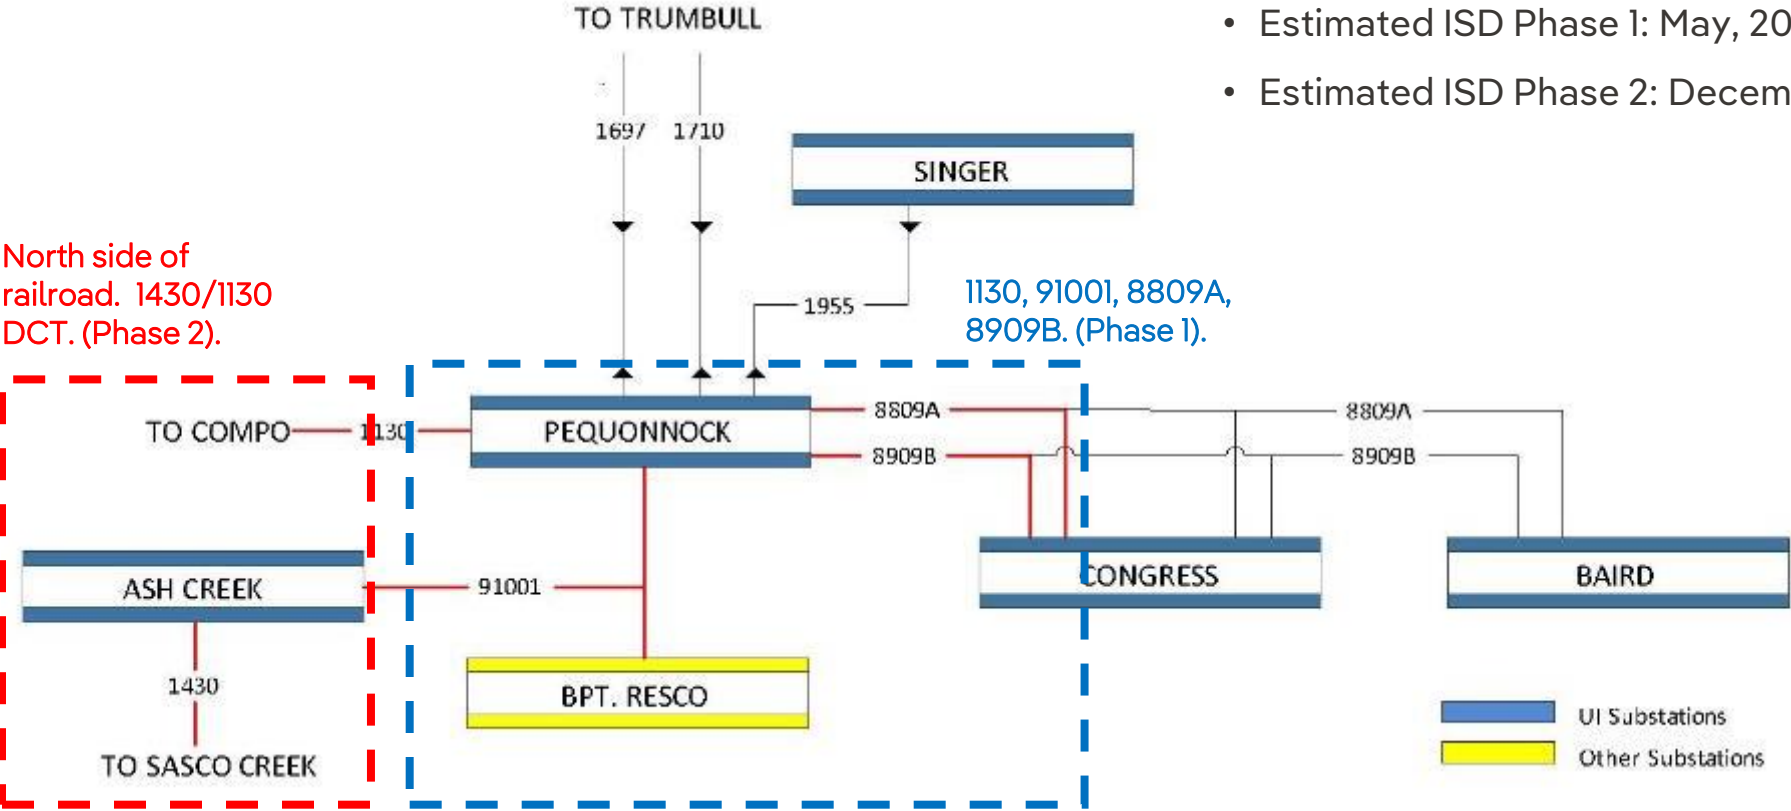 TO TRUMBULL
• Estimated ISD Phase 1: May, 20
• Estimated ISD Phase 2: Decem
1697 1710
SINGER
North side of
railroad. 1430/1130
DCT. (Phase 2).
1955
1130, 91001, 8809A,
8909B. (Phase 1).
TO COMPO
1130
PEQUONNOCK
8809A
8809A
8909B
8909B
ASH CREEK
91001
CONGRESS
BAIRD
1430
BPT. RESCO
TO SASCO CREEK
UI Substations
Other Substations